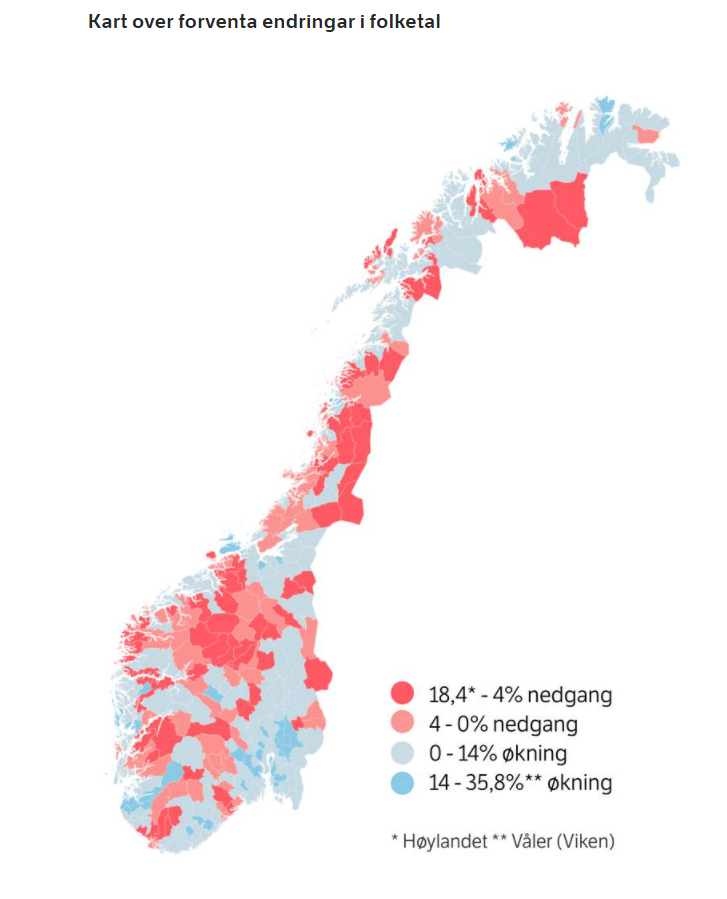 Kart over forventa endringar i folketal
18,4* - 4% nedgang
4 - 0% nedgang
0 - 14% økning
14 - 35,8%** økning
* Høylandet ** Våler (Viken)